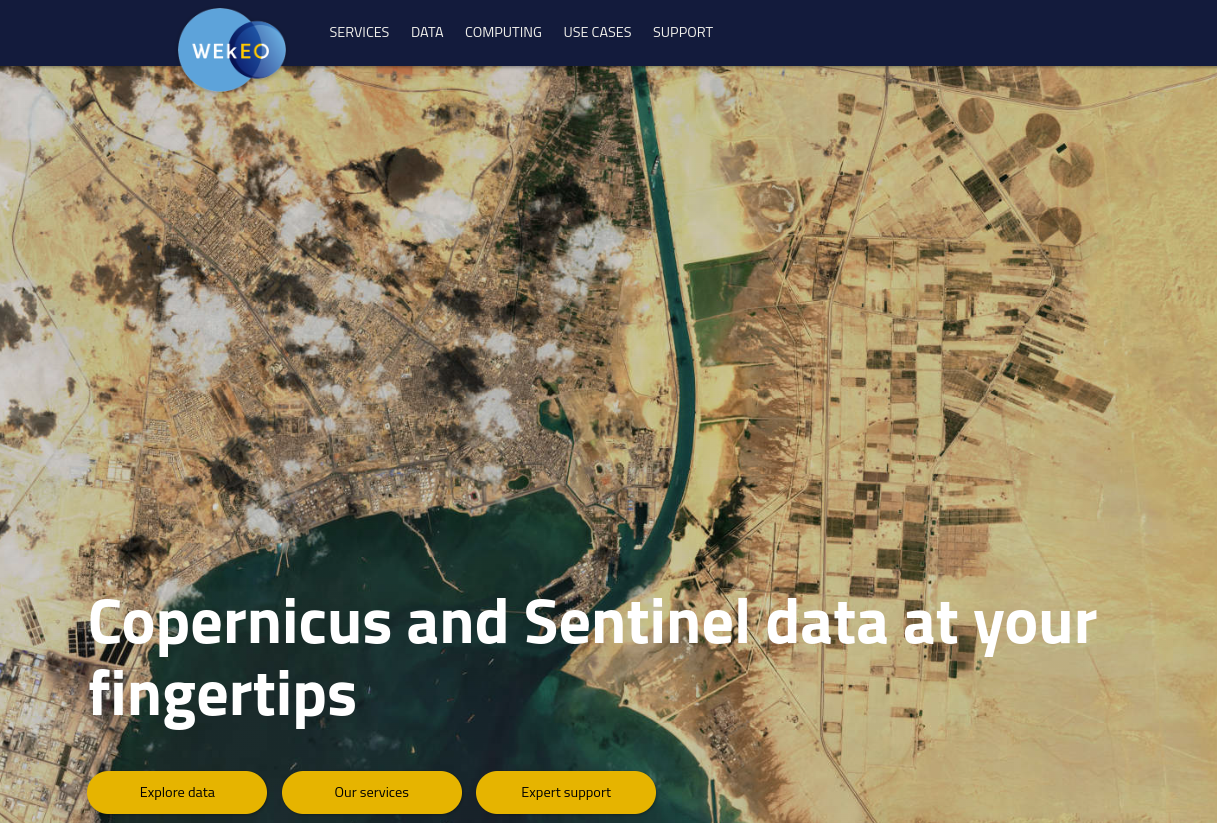 WEKEO
SERVICES DATA COMPUTING USE CASES SUPPORT
Copernicus and Sentinel data at your
fingertips
Explore data Our services Expert support